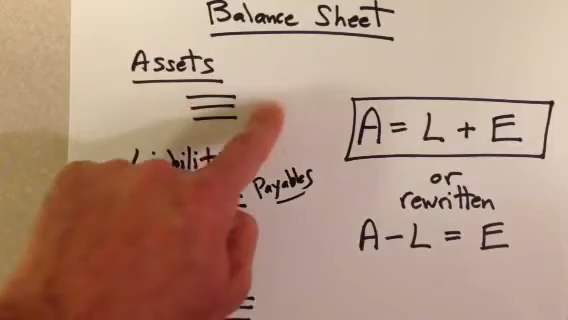 Balance Sheet
Assets
Payables
A = L + E
or
rewritten
A - L = E